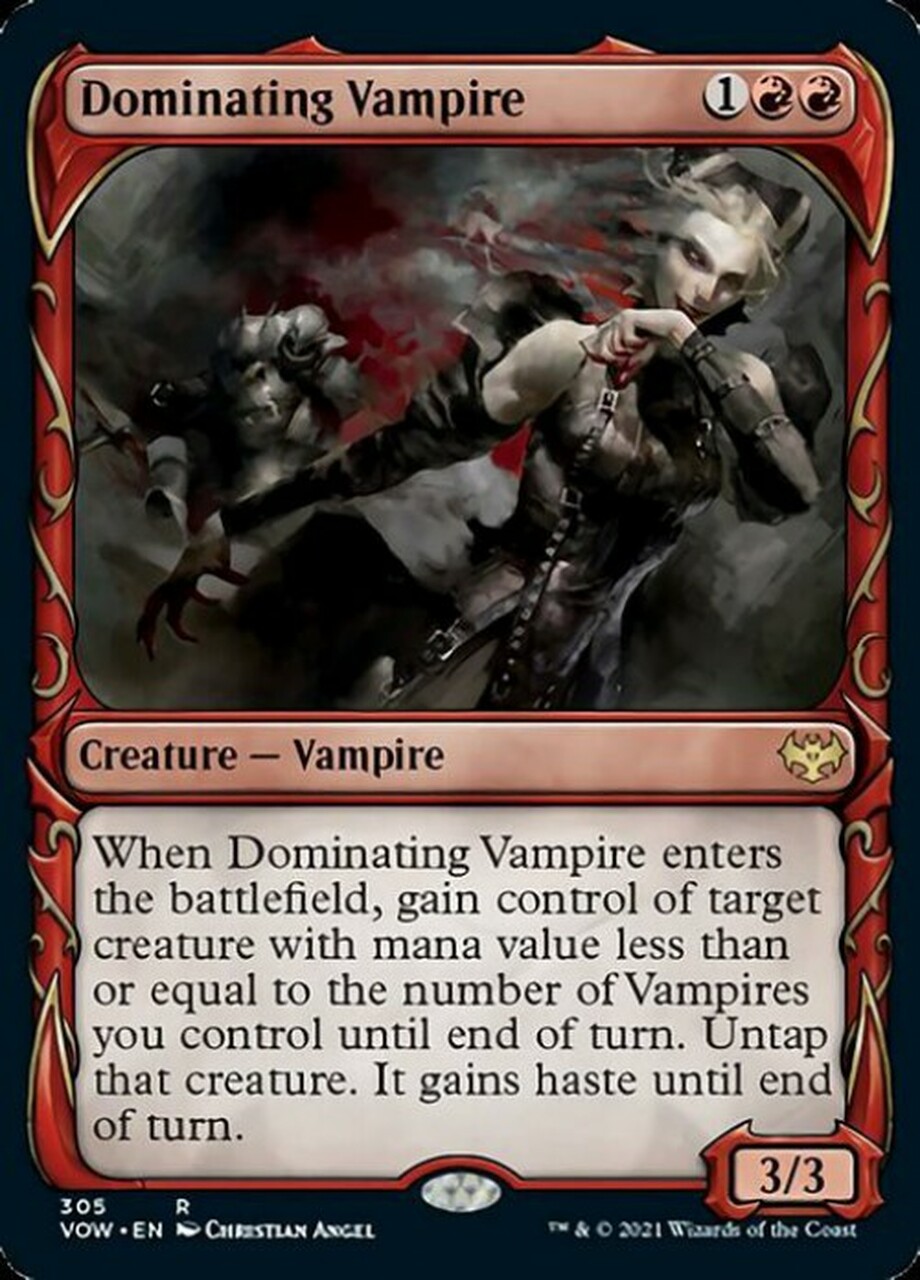 Dominating Vampire 1
Creature — Vampire
When Dominating Vampire enters
the battlefield, gain control of target
creature with mana value less than
or equal to the number of Vampires
you control until end of turn. Untap
that creature. It gains haste until end
of turn.
3/3
305 R
VOW • EN Christian Angel
™ & © 2021 Wizards of the Coast